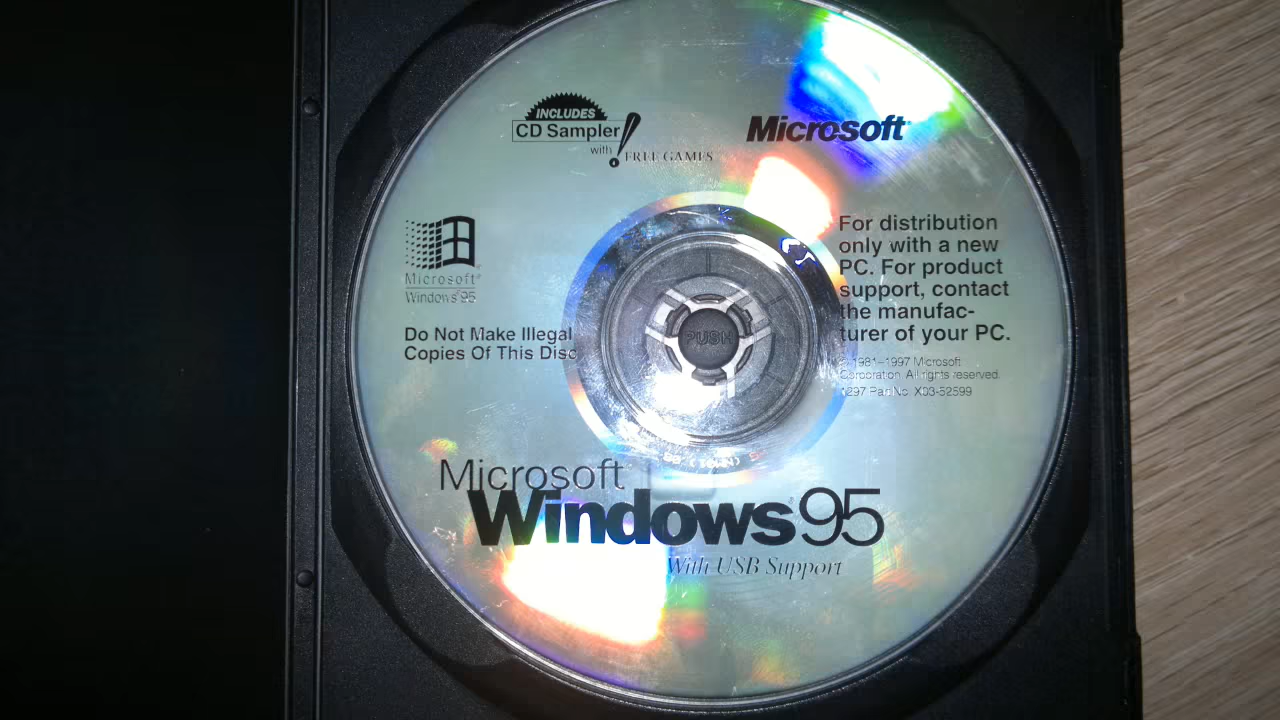 INCLUDES
CD Sampler!
with FREE GAMES
Microsoft
Microsoft
Windows 95
Do Not Make Illegal
Copies Of This Disc
For distribution
only with a new
PC. For product
support, contact
the manufac-
turer of your PC.
© 1981–1997 Microsoft
Corporation. All rights reserved.
1297 Part No. X03-52599
PUSH
Microsoft
Windows 95
With USB Support